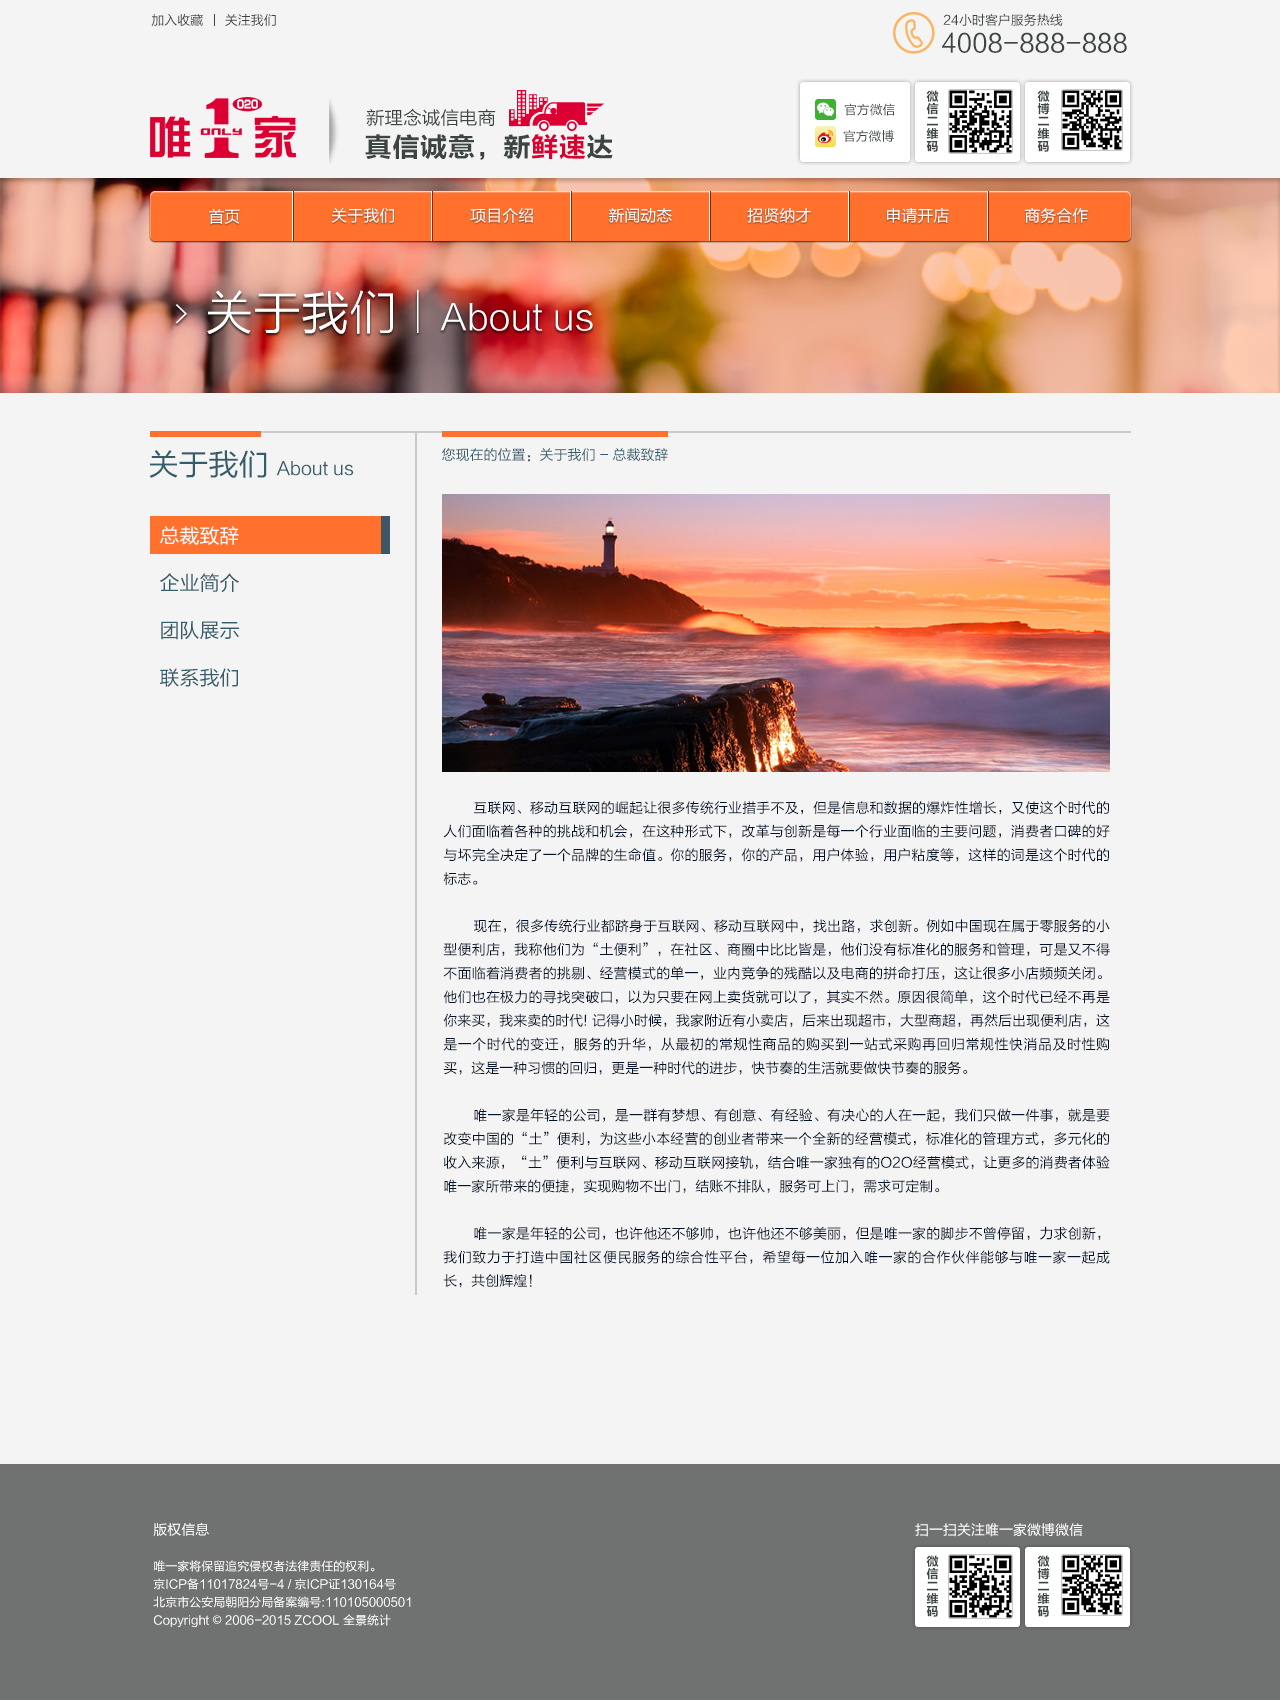 加入收藏 | 关注我们
24小时客户服务热线
4008-888-888
唯1家
O2O
ONLY
新理念诚信电商
真信诚意，新鲜速达
官方微信
官方微博
微信二维码
微博二维码
首页
关于我们
项目介绍
新闻动态
招贤纳才
申请开店
商务合作
> 关于我们 | About us
关于我们 About us
总裁致辞
企业简介
团队展示
联系我们
您现在的位置：关于我们 - 总裁致辞
互联网、移动互联网的崛起让很多传统行业措手不及，但是信息和数据的爆炸性增长，又使这个时代的
人们面临着各种的挑战和机会，在这种形式下，改革与创新是每一个行业面临的主要问题，消费者口碑的好
与坏完全决定了一个品牌的生命值。你的服务，你的产品，用户体验，用户粘度等，这样的词是这个时代的
标志。
现在，很多传统行业都跻身于互联网、移动互联网中，找出路，求创新。例如中国现在属于零服务的小
型便利店，我称他们为“土便利”，在社区、商圈中比比皆是，他们没有标准化的服务和管理，可是又不得
不面临着消费者的挑剔、经营模式的单一，业内竞争的残酷以及电商的拼命打压，这让很多小店频频关闭。
他们也在极力的寻找突破口，以为只要在网上卖货就可以了，其实不然。原因很简单，这个时代已经不再是
你来买，我来卖的时代! 记得小时候，我家附近有小卖店，后来出现超市，大型商超，再然后出现便利店，这
是一个时代的变迁，服务的升华，从最初的常规性商品的购买到一站式采购再回归常规性快消品及时性购
买，这是一种习惯的回归，更是一种时代的进步，快节奏的生活就要做快节奏的服务。
唯一家是年轻的公司，是一群有梦想、有创意、有经验、有决心的人在一起，我们只做一件事，就是要
改变中国的“土”便利，为这些小本经营的创业者带来一个全新的经营模式，标准化的管理方式，多元化的
收入来源，“土”便利与互联网、移动互联网接轨，结合唯一家独有的O2O经营模式，让更多的消费者体验
唯一家所带来的便捷，实现购物不出门，结账不排队，服务可上门，需求可定制。
唯一家是年轻的公司，也许他还不够帅，也许他还不够美丽，但是唯一家的脚步不曾停留，力求创新，
我们致力于打造中国社区便民服务的综合性平台，希望每一位加入唯一家的合作伙伴能够与唯一家一起成
长，共创辉煌!
版权信息
唯一家将保留追究侵权者法律责任的权利。
京ICP备11017824号-4 / 京ICP证130164号
北京市公安局朝阳分局备案编号:110105000501
Copyright © 2006-2015 ZCOOL 全景统计
扫一扫关注唯一家微博微信
微信二维码
微博二维码